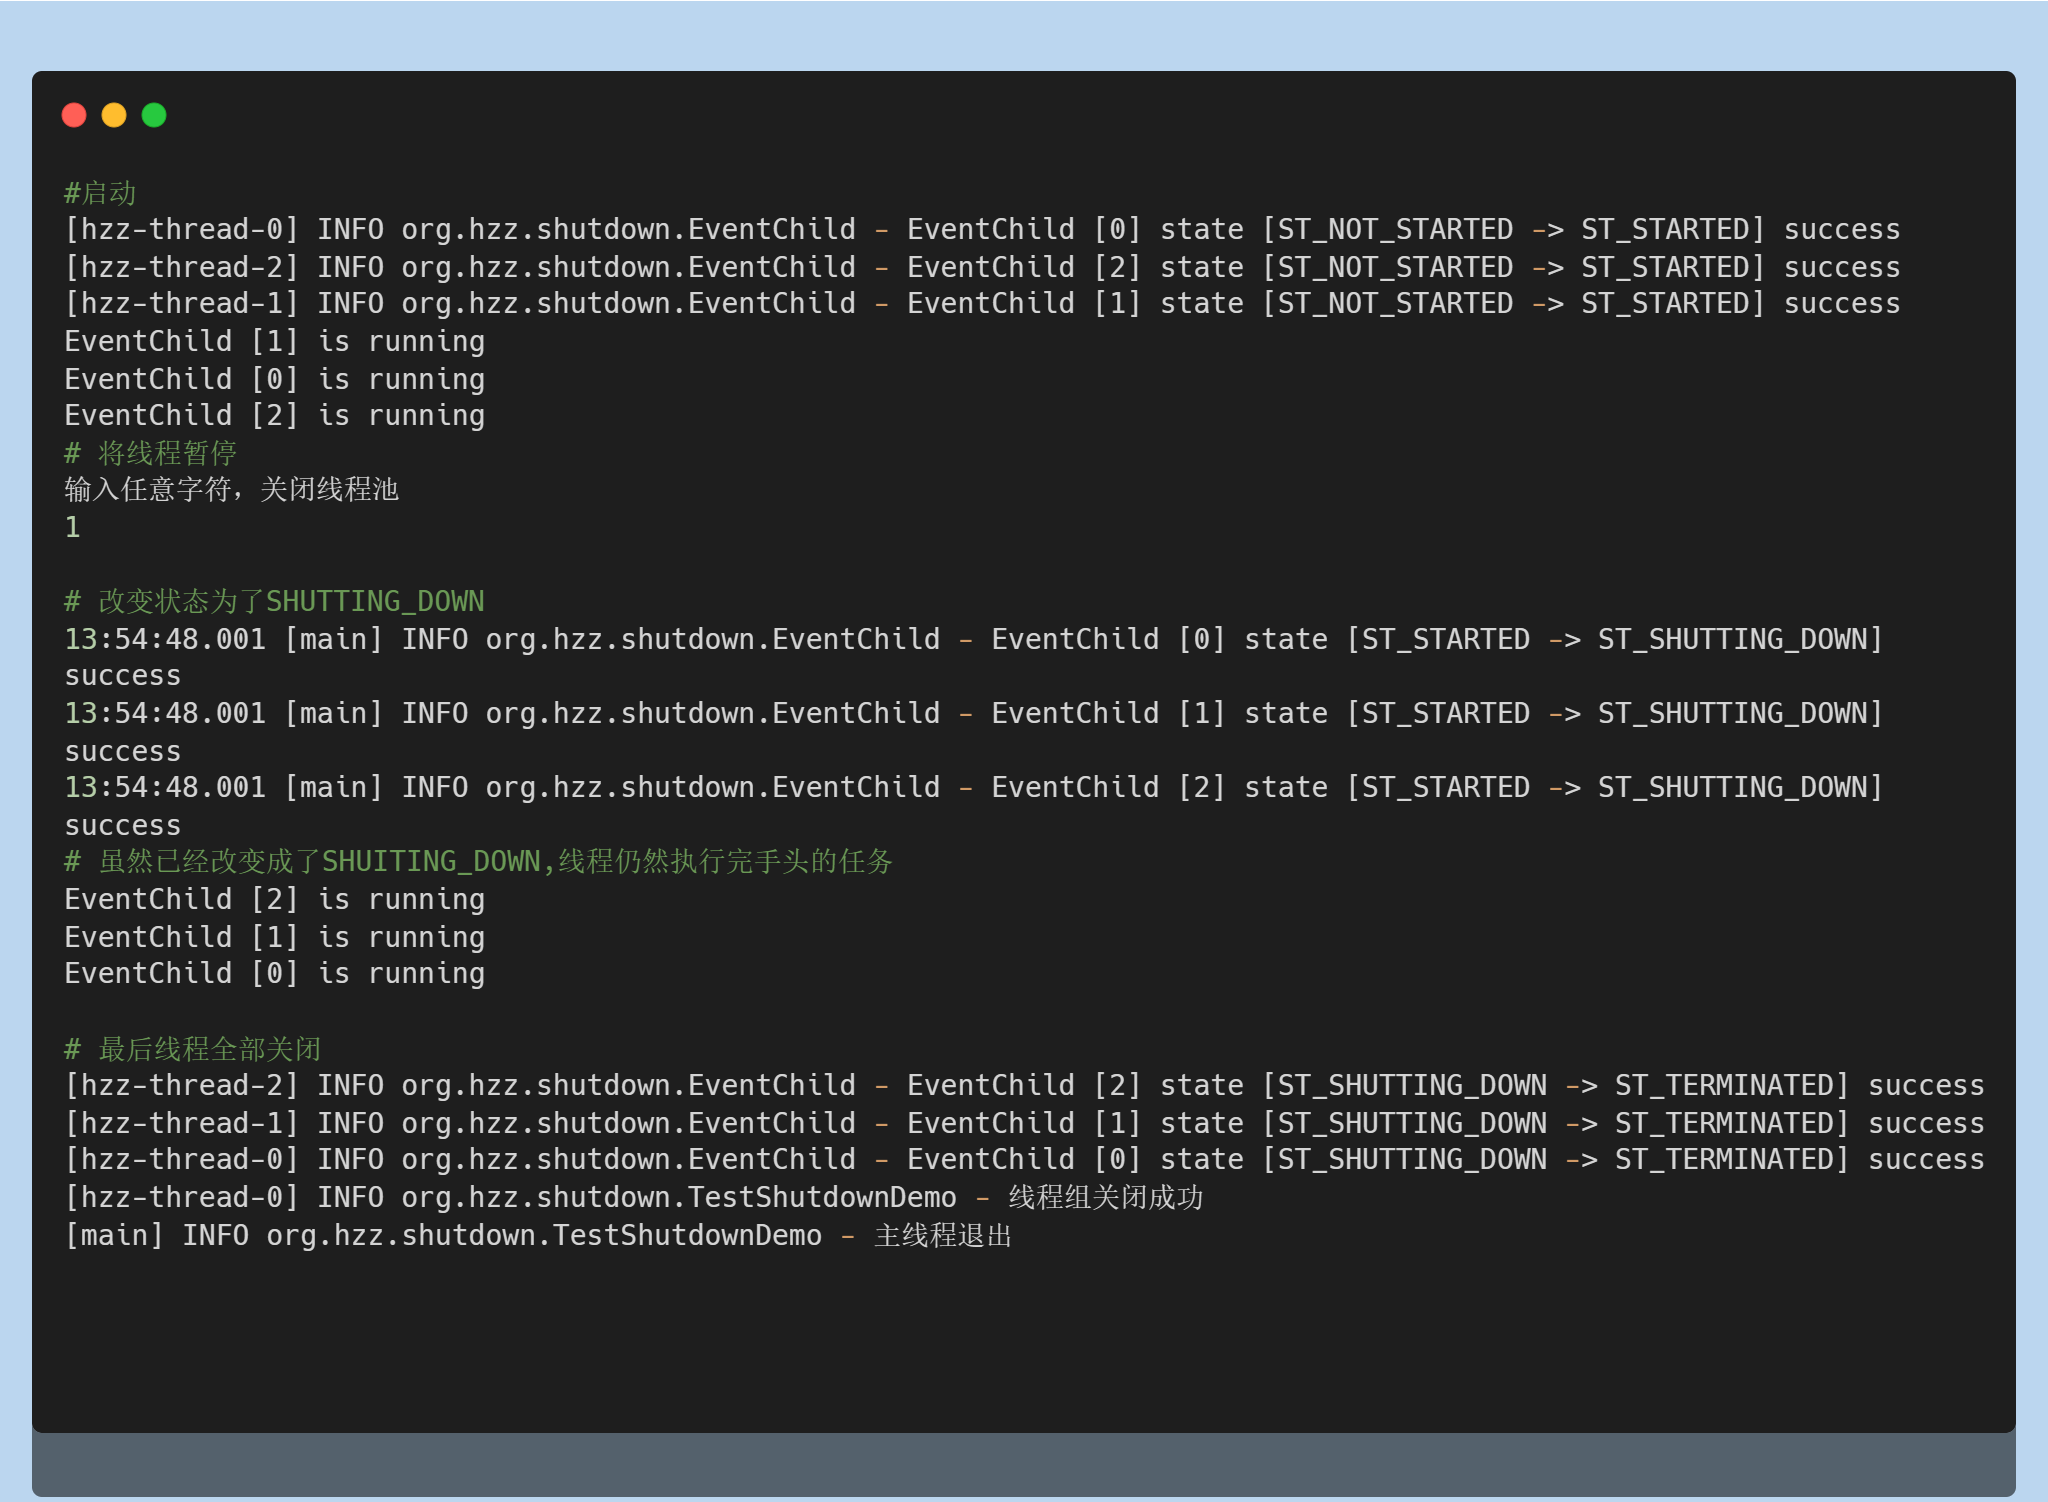 #启动
[hzz-thread-0] INFO org.hzz.shutdown.EventChild - EventChild [0] state [ST_NOT_STARTED -> ST_STARTED] success
[hzz-thread-2] INFO org.hzz.shutdown.EventChild - EventChild [2] state [ST_NOT_STARTED -> ST_STARTED] success
[hzz-thread-1] INFO org.hzz.shutdown.EventChild - EventChild [1] state [ST_NOT_STARTED -> ST_STARTED] success
EventChild [1] is running
EventChild [0] is running
EventChild [2] is running
# 将线程暂停
输入任意字符，关闭线程池
1
# 改变状态为了SHUTTING_DOWN
13:54:48.001 [main] INFO org.hzz.shutdown.EventChild - EventChild [0] state [ST_STARTED -> ST_SHUTTING_DOWN]
success
13:54:48.001 [main] INFO org.hzz.shutdown.EventChild - EventChild [1] state [ST_STARTED -> ST_SHUTTING_DOWN]
success
13:54:48.001 [main] INFO org.hzz.shutdown.EventChild - EventChild [2] state [ST_STARTED -> ST_SHUTTING_DOWN]
success
# 虽然已经改变成了SHUITING_DOWN,线程仍然执行完手头的任务
EventChild [2] is running
EventChild [1] is running
EventChild [0] is running
# 最后线程全部关闭
[hzz-thread-2] INFO org.hzz.shutdown.EventChild - EventChild [2] state [ST_SHUTTING_DOWN -> ST_TERMINATED] success
[hzz-thread-1] INFO org.hzz.shutdown.EventChild - EventChild [1] state [ST_SHUTTING_DOWN -> ST_TERMINATED] success
[hzz-thread-0] INFO org.hzz.shutdown.EventChild - EventChild [0] state [ST_SHUTTING_DOWN -> ST_TERMINATED] success
[hzz-thread-0] INFO org.hzz.shutdown.TestShutdownDemo - 线程组关闭成功
[main] INFO org.hzz.shutdown.TestShutdownDemo - 主线程退出